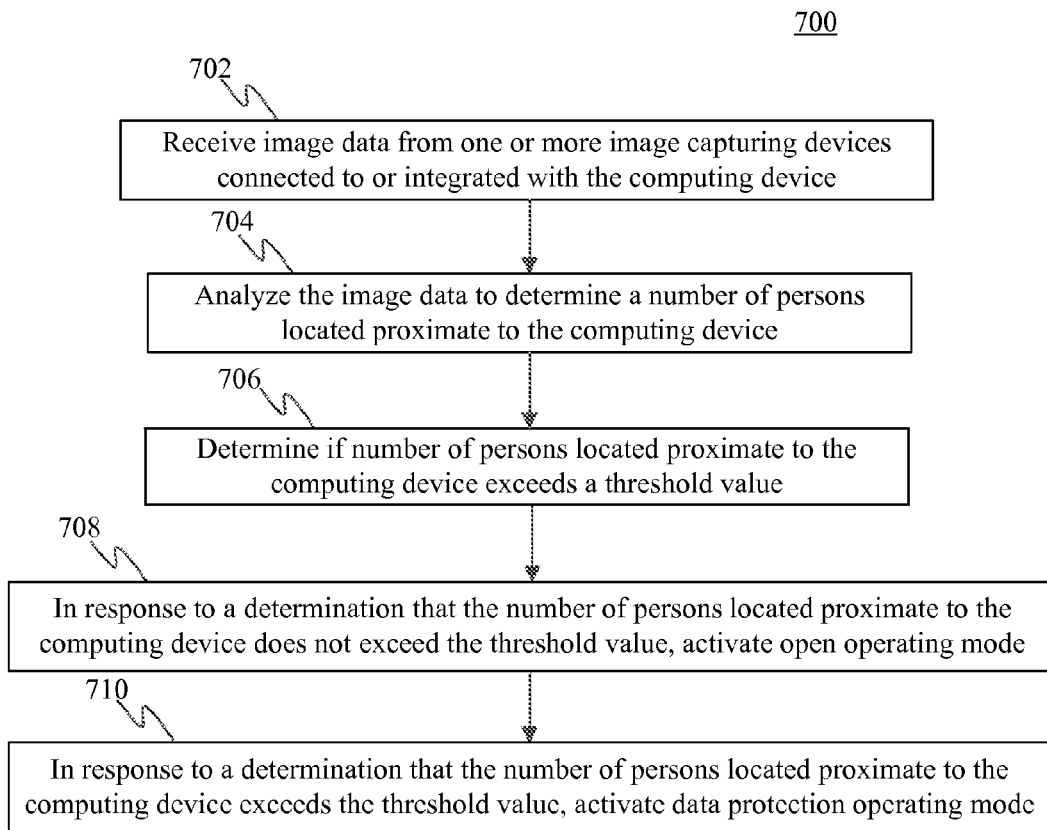 700
702
Receive image data from one or more image capturing devices
connected to or integrated with the computing device
704
Analyze the image data to determine a number of persons
located proximate to the computing device
706
Determine if number of persons located proximate to the
computing device exceeds a threshold value
708
In response to a determination that the number of persons located proximate to the
computing device does not exceed the threshold value, activate open operating mode
710
In response to a determination that the number of persons located proximate to the
computing device exceeds the threshold value, activate data protection operating mode